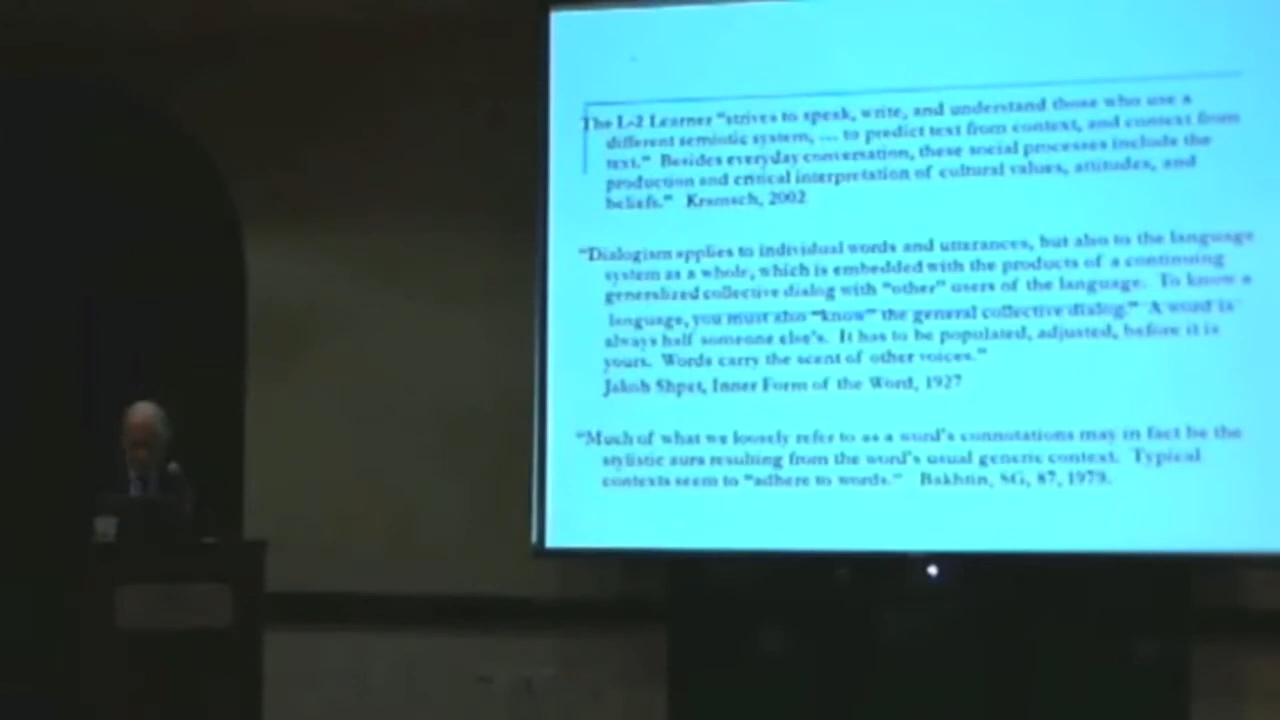 The L-2 Learner "strives to speak, write, and understand those who use a
different semiotic system, ... to predict text from context, and context from
text." Besides everyday conversation, these social processes include the
production and critical interpretation of cultural values, attitudes, and
beliefs." Kramsch, 2002
"Dialogism applies to individual words and utterances, but also to the language
system as a whole, which is embedded with the products of a continuing
generalized collective dialog with "other" users of the language. To know a
language, you must also "know" the general collective dialog." A word is
always half someone else's. It has to be populated, adjusted, before it is
yours. Words carry the scent of other voices."
Jakob Shpet, Inner Form of the Word, 1927
"Much of what we loosely refer to as a word's connotations may in fact be the
stylistic aura resulting from the word's usual generic context. Typical
contexts seem to "adhere to words." Bakhtin, SG, 87, 1979.